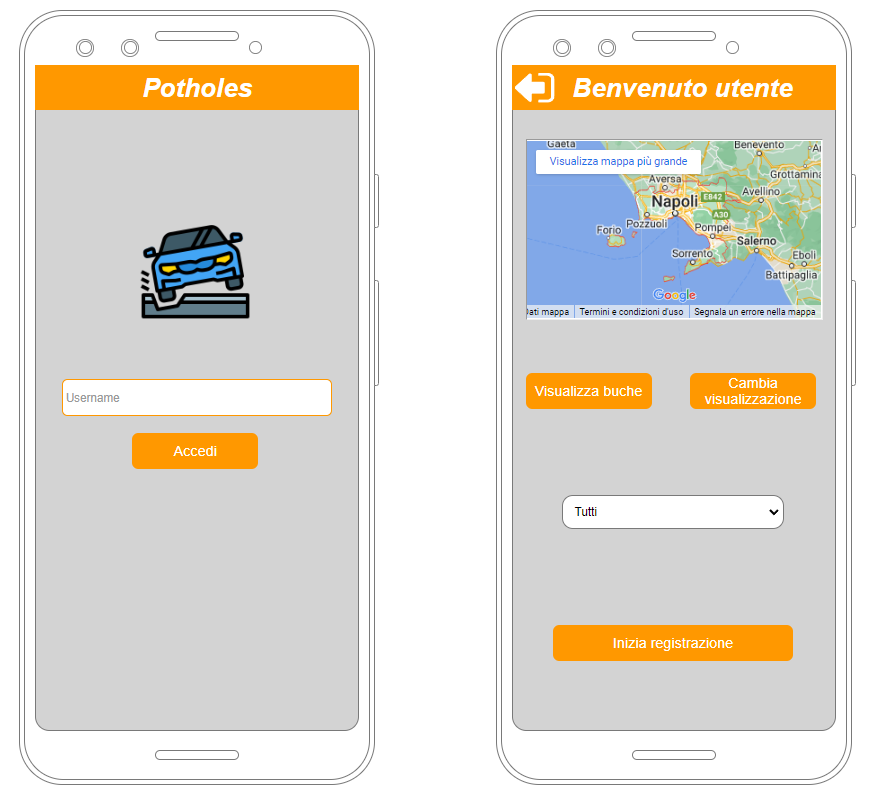 Potholes
Username
Accedi
Benvenuto utente
Gaeta
Benevento
Visualizza mappa più grande
Grottamina
Aversa
Avellino
E842
Napoli
A30
Pozzuoli
Forio
Pompei
Salerno
Sorrento
Eboli
Battipaglia
Google
Dati mappa
Termini e condizioni d'uso
Segnala un errore nella mappa
Visualizza buche
Cambia
visualizzazione
Tutti
Inizia registrazione